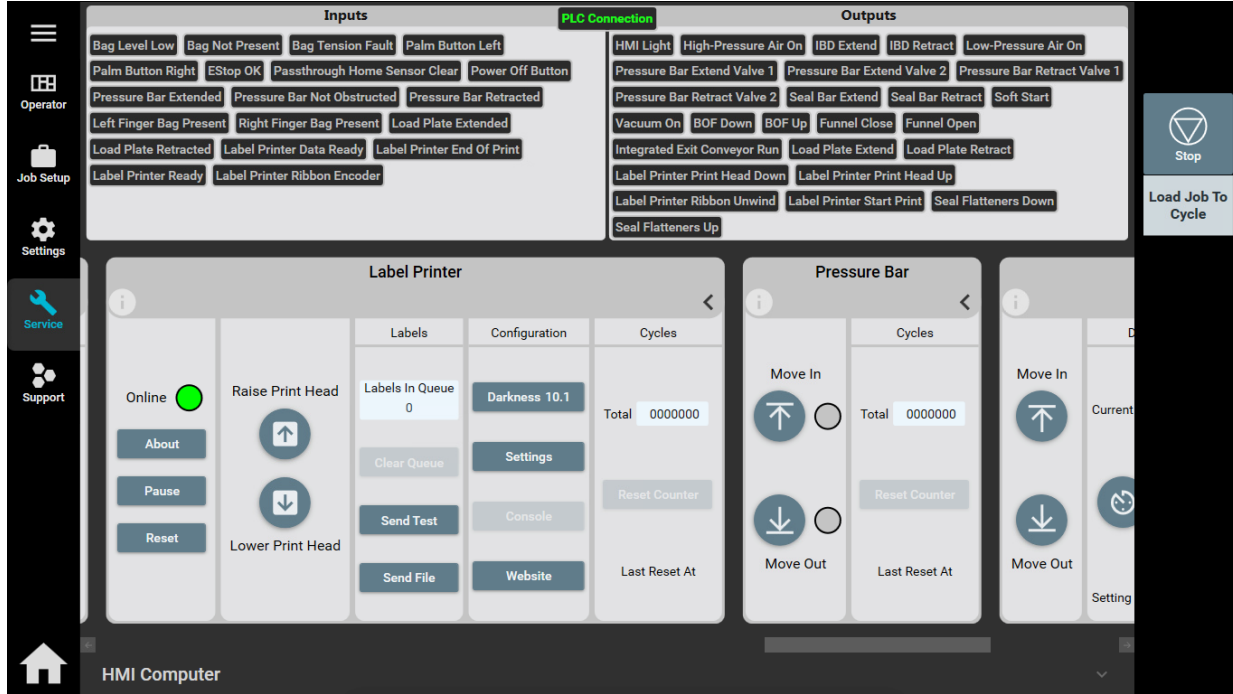 Inputs
PLC Connection
Outputs
Bag Level Low Bag Not Present Bag Tension Fault Palm Button Left
Palm Button Right EStop OK Passthrough Home Sensor Clear Power Off Button
Pressure Bar Extended Pressure Bar Not Obstructed Pressure Bar Retracted
Left Finger Bag Present Right Finger Bag Present Load Plate Extended
Load Plate Retracted Label Printer Data Ready Label Printer End Of Print
Label Printer Ready Label Printer Ribbon Encoder
HMI Light High-Pressure Air On IBD Extend IBD Retract Low-Pressure Air On
Pressure Bar Extend Valve 1 Pressure Bar Extend Valve 2 Pressure Bar Retract Valve 1
Pressure Bar Retract Valve 2 Seal Bar Extend Seal Bar Retract Soft Start
Vacuum On BOF Down BOF Up Funnel Close Funnel Open
Integrated Exit Conveyor Run Load Plate Extend Load Plate Retract
Label Printer Print Head Down Label Printer Print Head Up
Label Printer Ribbon Unwind Label Printer Start Print Seal Flatteners Down
Seal Flatteners Up
Operator
Job Setup
Settings
Service
Support
Stop
Load Job To
Cycle
Label Printer
Online
About
Pause
Reset
Raise Print Head
Lower Print Head
Labels
Labels In Queue
0
Clear Queue
Send Test
Send File
Configuration
Darkness 10.1
Settings
Console
Website
Cycles
Total 0000000
Reset Counter
Last Reset At
Pressure Bar
Move In
Move Out
Cycles
Total 0000000
Reset Counter
Last Reset At
Move In
Move Out
D
Current
Setting
HMI Computer